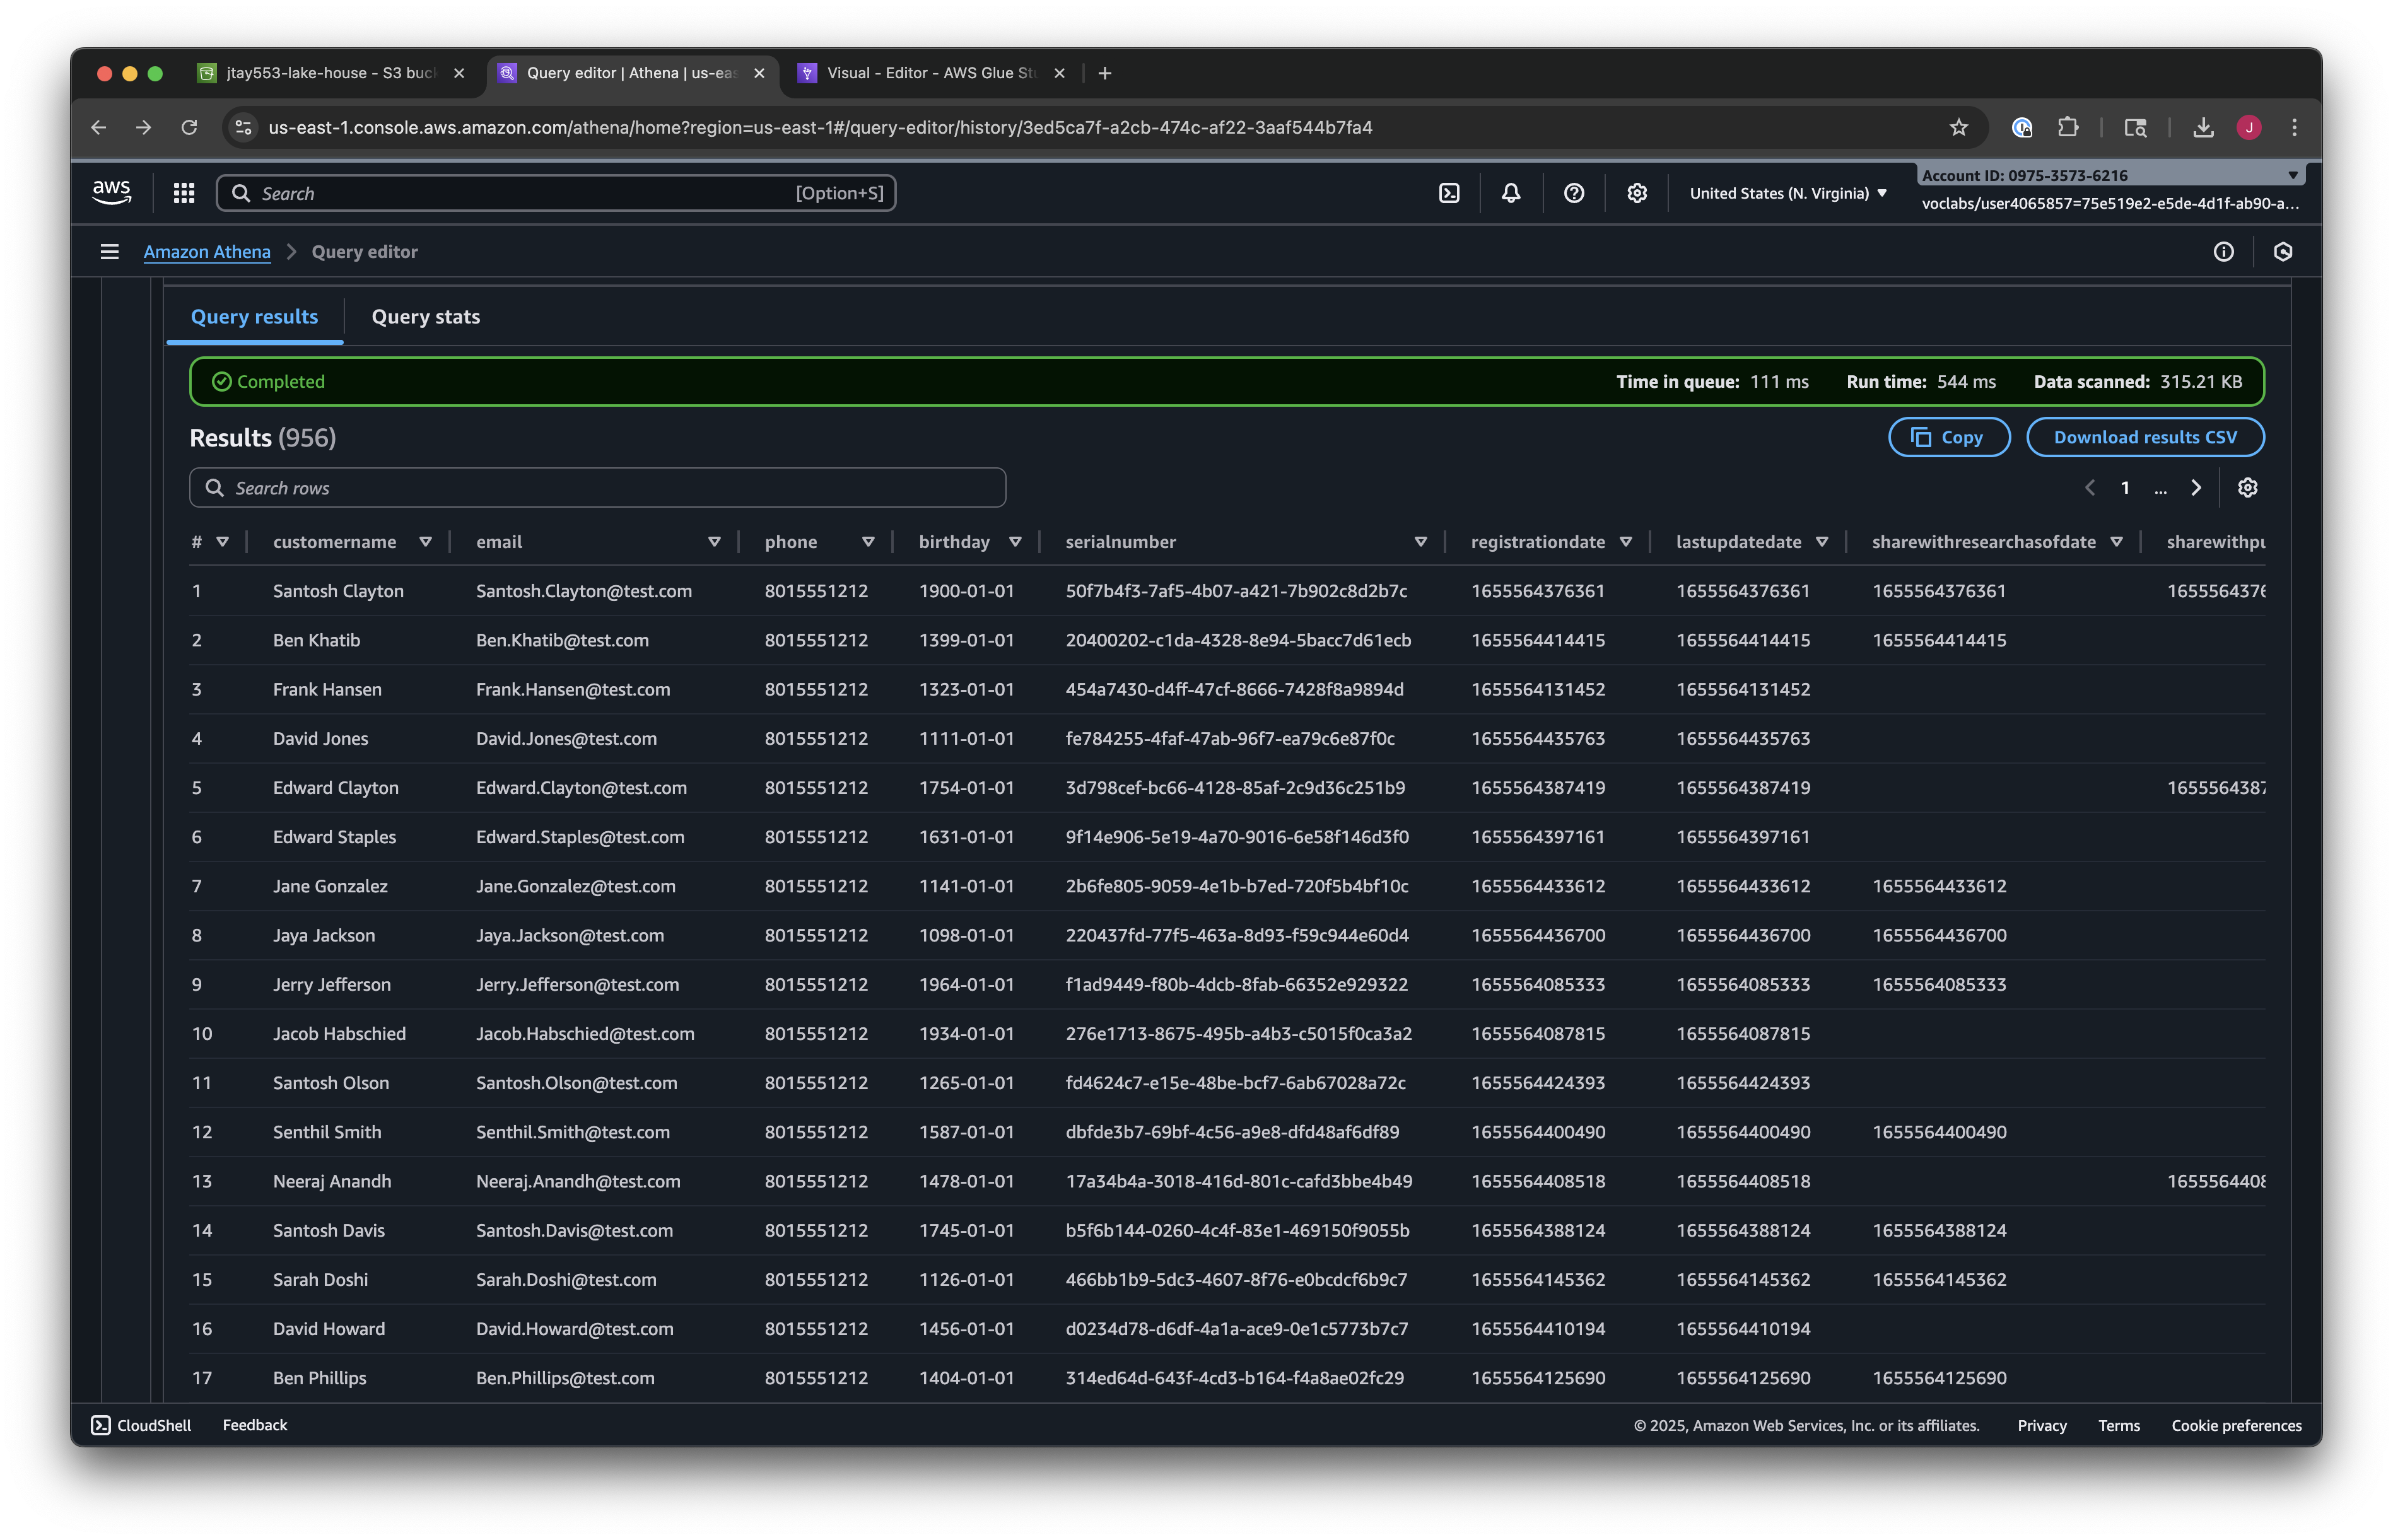 jtay553-lake-house - S3 buck
Query editor | Athena | us-eas
Visual - Editor - AWS Glue Stu
us-east-1.console.aws.amazon.com/athena/home?region=us-east-1#/query-editor/history/3ed5ca7f-a2cb-474c-af22-3aaf544b7fa4
J
aws
Search
[Option+S]
United States (N. Virginia)
Account ID: 0975-3573-6216
voclabs/user4065857=75e519e2-e5de-4d1f-ab90-a...
Amazon Athena
Query editor
Query results
Query stats
Completed
Time in queue: 111 ms
Run time: 544 ms
Data scanned: 315.21 KB
Results (956)
Copy
Download results CSV
Search rows
1
...
# customername email phone birthday serialnumber registrationdate lastupdatedate sharewithresearchasofdate sharewithpu
1 Santosh Clayton Santosh.Clayton@test.com 8015551212 1900-01-01 50f7b4f3-7af5-4b07-a421-7b902c8d2b7c 1655564376361 1655564376361 1655564376361 1655564376
2 Ben Khatib Ben.Khatib@test.com 8015551212 1399-01-01 20400202-c1da-4328-8e94-5bacc7d61ecb 1655564414415 1655564414415 1655564414415
3 Frank Hansen Frank.Hansen@test.com 8015551212 1323-01-01 454a7430-d4ff-47cf-8666-7428f8a9894d 1655564131452 1655564131452
4 David Jones David.Jones@test.com 8015551212 1111-01-01 fe784255-4faf-47ab-96f7-ea79c6e87f0c 1655564435763 1655564435763
5 Edward Clayton Edward.Clayton@test.com 8015551212 1754-01-01 3d798cef-bc66-4128-85af-2c9d36c251b9 1655564387419 1655564387419 1655564387
6 Edward Staples Edward.Staples@test.com 8015551212 1631-01-01 9f14e906-5e19-4a70-9016-6e58f146d3f0 1655564397161 1655564397161
7 Jane Gonzalez Jane.Gonzalez@test.com 8015551212 1141-01-01 2b6fe805-9059-4e1b-b7ed-720f5b4bf10c 1655564433612 1655564433612 1655564433612
8 Jaya Jackson Jaya.Jackson@test.com 8015551212 1098-01-01 220437fd-77f5-463a-8d93-f59c944e60d4 1655564436700 1655564436700 1655564436700
9 Jerry Jefferson Jerry.Jefferson@test.com 8015551212 1964-01-01 f1ad9449-f80b-4dcb-8fab-66352e929322 1655564085333 1655564085333 1655564085333
10 Jacob Habschied Jacob.Habschied@test.com 8015551212 1934-01-01 276e1713-8675-495b-a4b3-c5015f0ca3a2 1655564087815 1655564087815
11 Santosh Olson Santosh.Olson@test.com 8015551212 1265-01-01 fd4624c7-e15e-48be-bcf7-6ab67028a72c 1655564424393 1655564424393
12 Senthil Smith Senthil.Smith@test.com 8015551212 1587-01-01 dbfde3b7-69bf-4c56-a9e8-dfd48af6df89 1655564400490 1655564400490 1655564400490
13 Neeraj Anandh Neeraj.Anandh@test.com 8015551212 1478-01-01 17a34b4a-3018-416d-801c-cafd3bbe4b49 1655564408518 1655564408518 1655564408
14 Santosh Davis Santosh.Davis@test.com 8015551212 1745-01-01 b5f6b144-0260-4c4f-83e1-469150f9055b 1655564388124 1655564388124 1655564388124
15 Sarah Doshi Sarah.Doshi@test.com 8015551212 1126-01-01 466bb1b9-5dc3-4607-8f76-e0bcdcf6b9c7 1655564145362 1655564145362 1655564145362
16 David Howard David.Howard@test.com 8015551212 1456-01-01 d0234d78-d6df-4a1a-ace9-0e1c5773b7c7 1655564410194 1655564410194
17 Ben Phillips Ben.Phillips@test.com 8015551212 1404-01-01 314ed64d-643f-4cd3-b164-f4a8ae02fc29 1655564125690 1655564125690 1655564125690
CloudShell
Feedback
© 2025, Amazon Web Services, Inc. or its affiliates.
Privacy
Terms
Cookie preferences